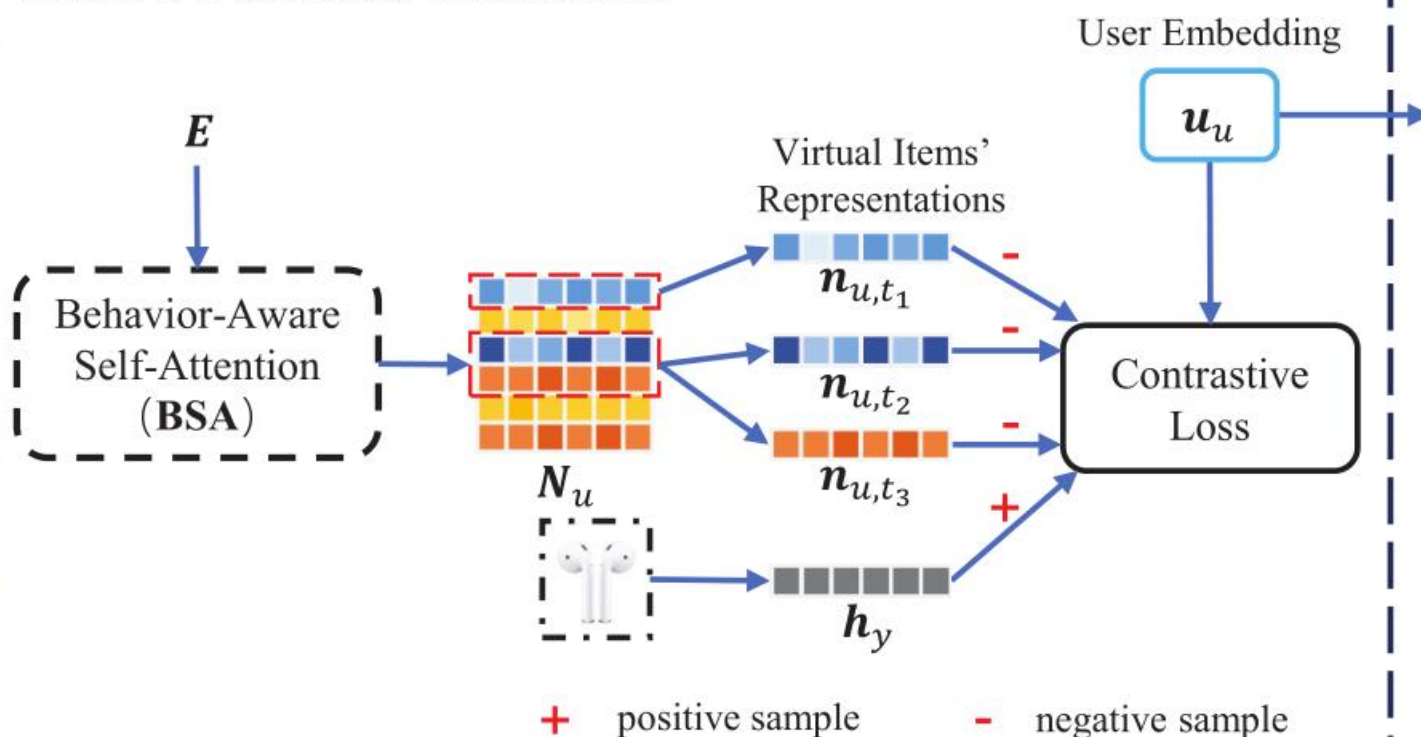 User Embedding
u_u
E
Virtual Items’
Representations
n_{u,t_1}
-
Behavior-Aware
Self-Attention
(BSA)
n_{u,t_2}
-
Contrastive
Loss
n_{u,t_3}
-
N_u
+
h_y
+ positive sample
- negative sample